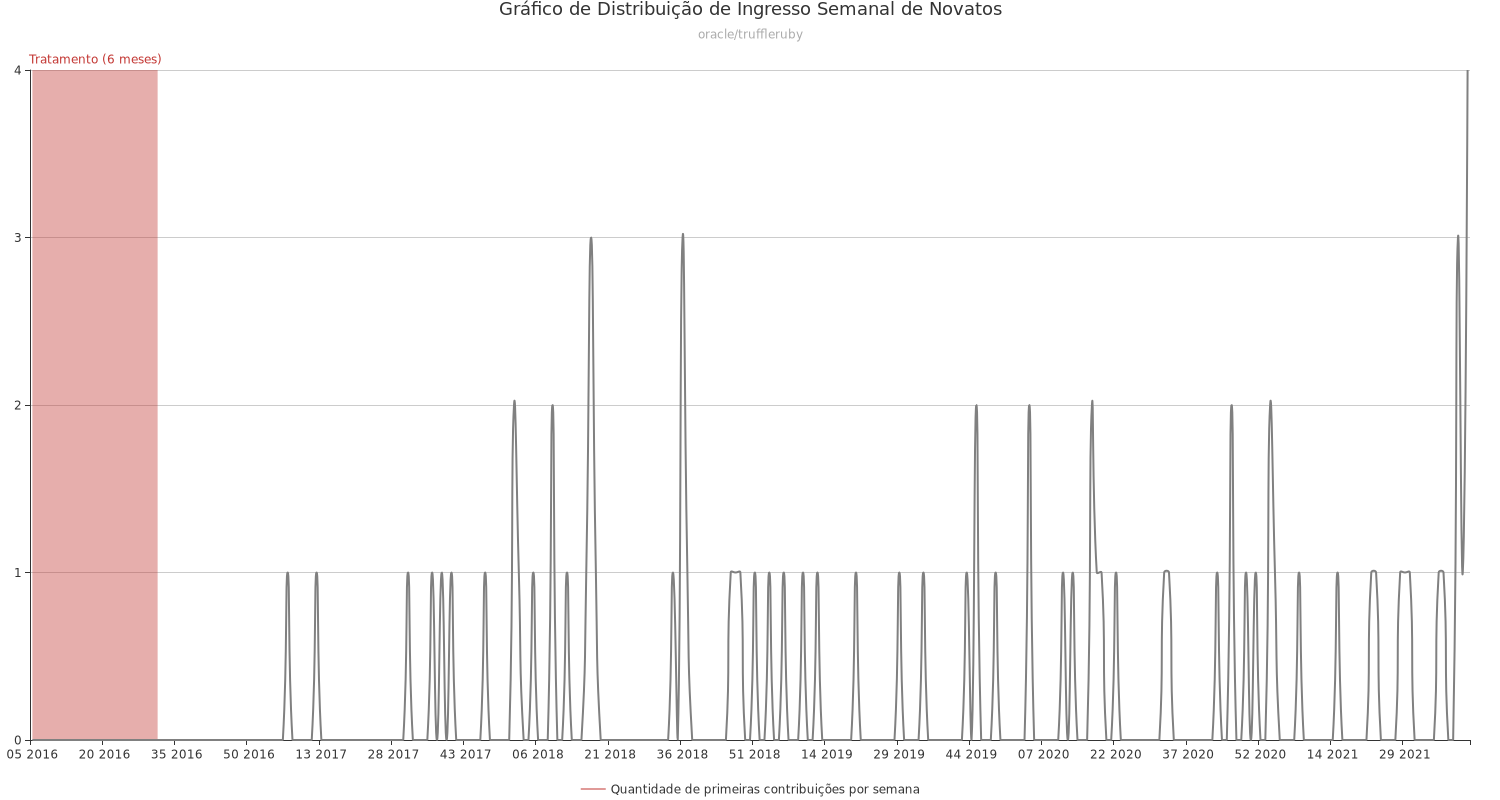 Gráfico de Distribuição de Ingresso Semanal de Novatos
oracle/truffleruby
Tratamento (6 meses)
4
3
2
1
0
05 2016 20 2016 35 2016 50 2016 13 2017 28 2017 43 2017 06 2018 21 2018 36 2018 51 2018 14 2019 29 2019 44 2019 07 2020 22 2020 37 2020 52 2020 14 2021 29 2021
Quantidade de primeiras contribuições por semana